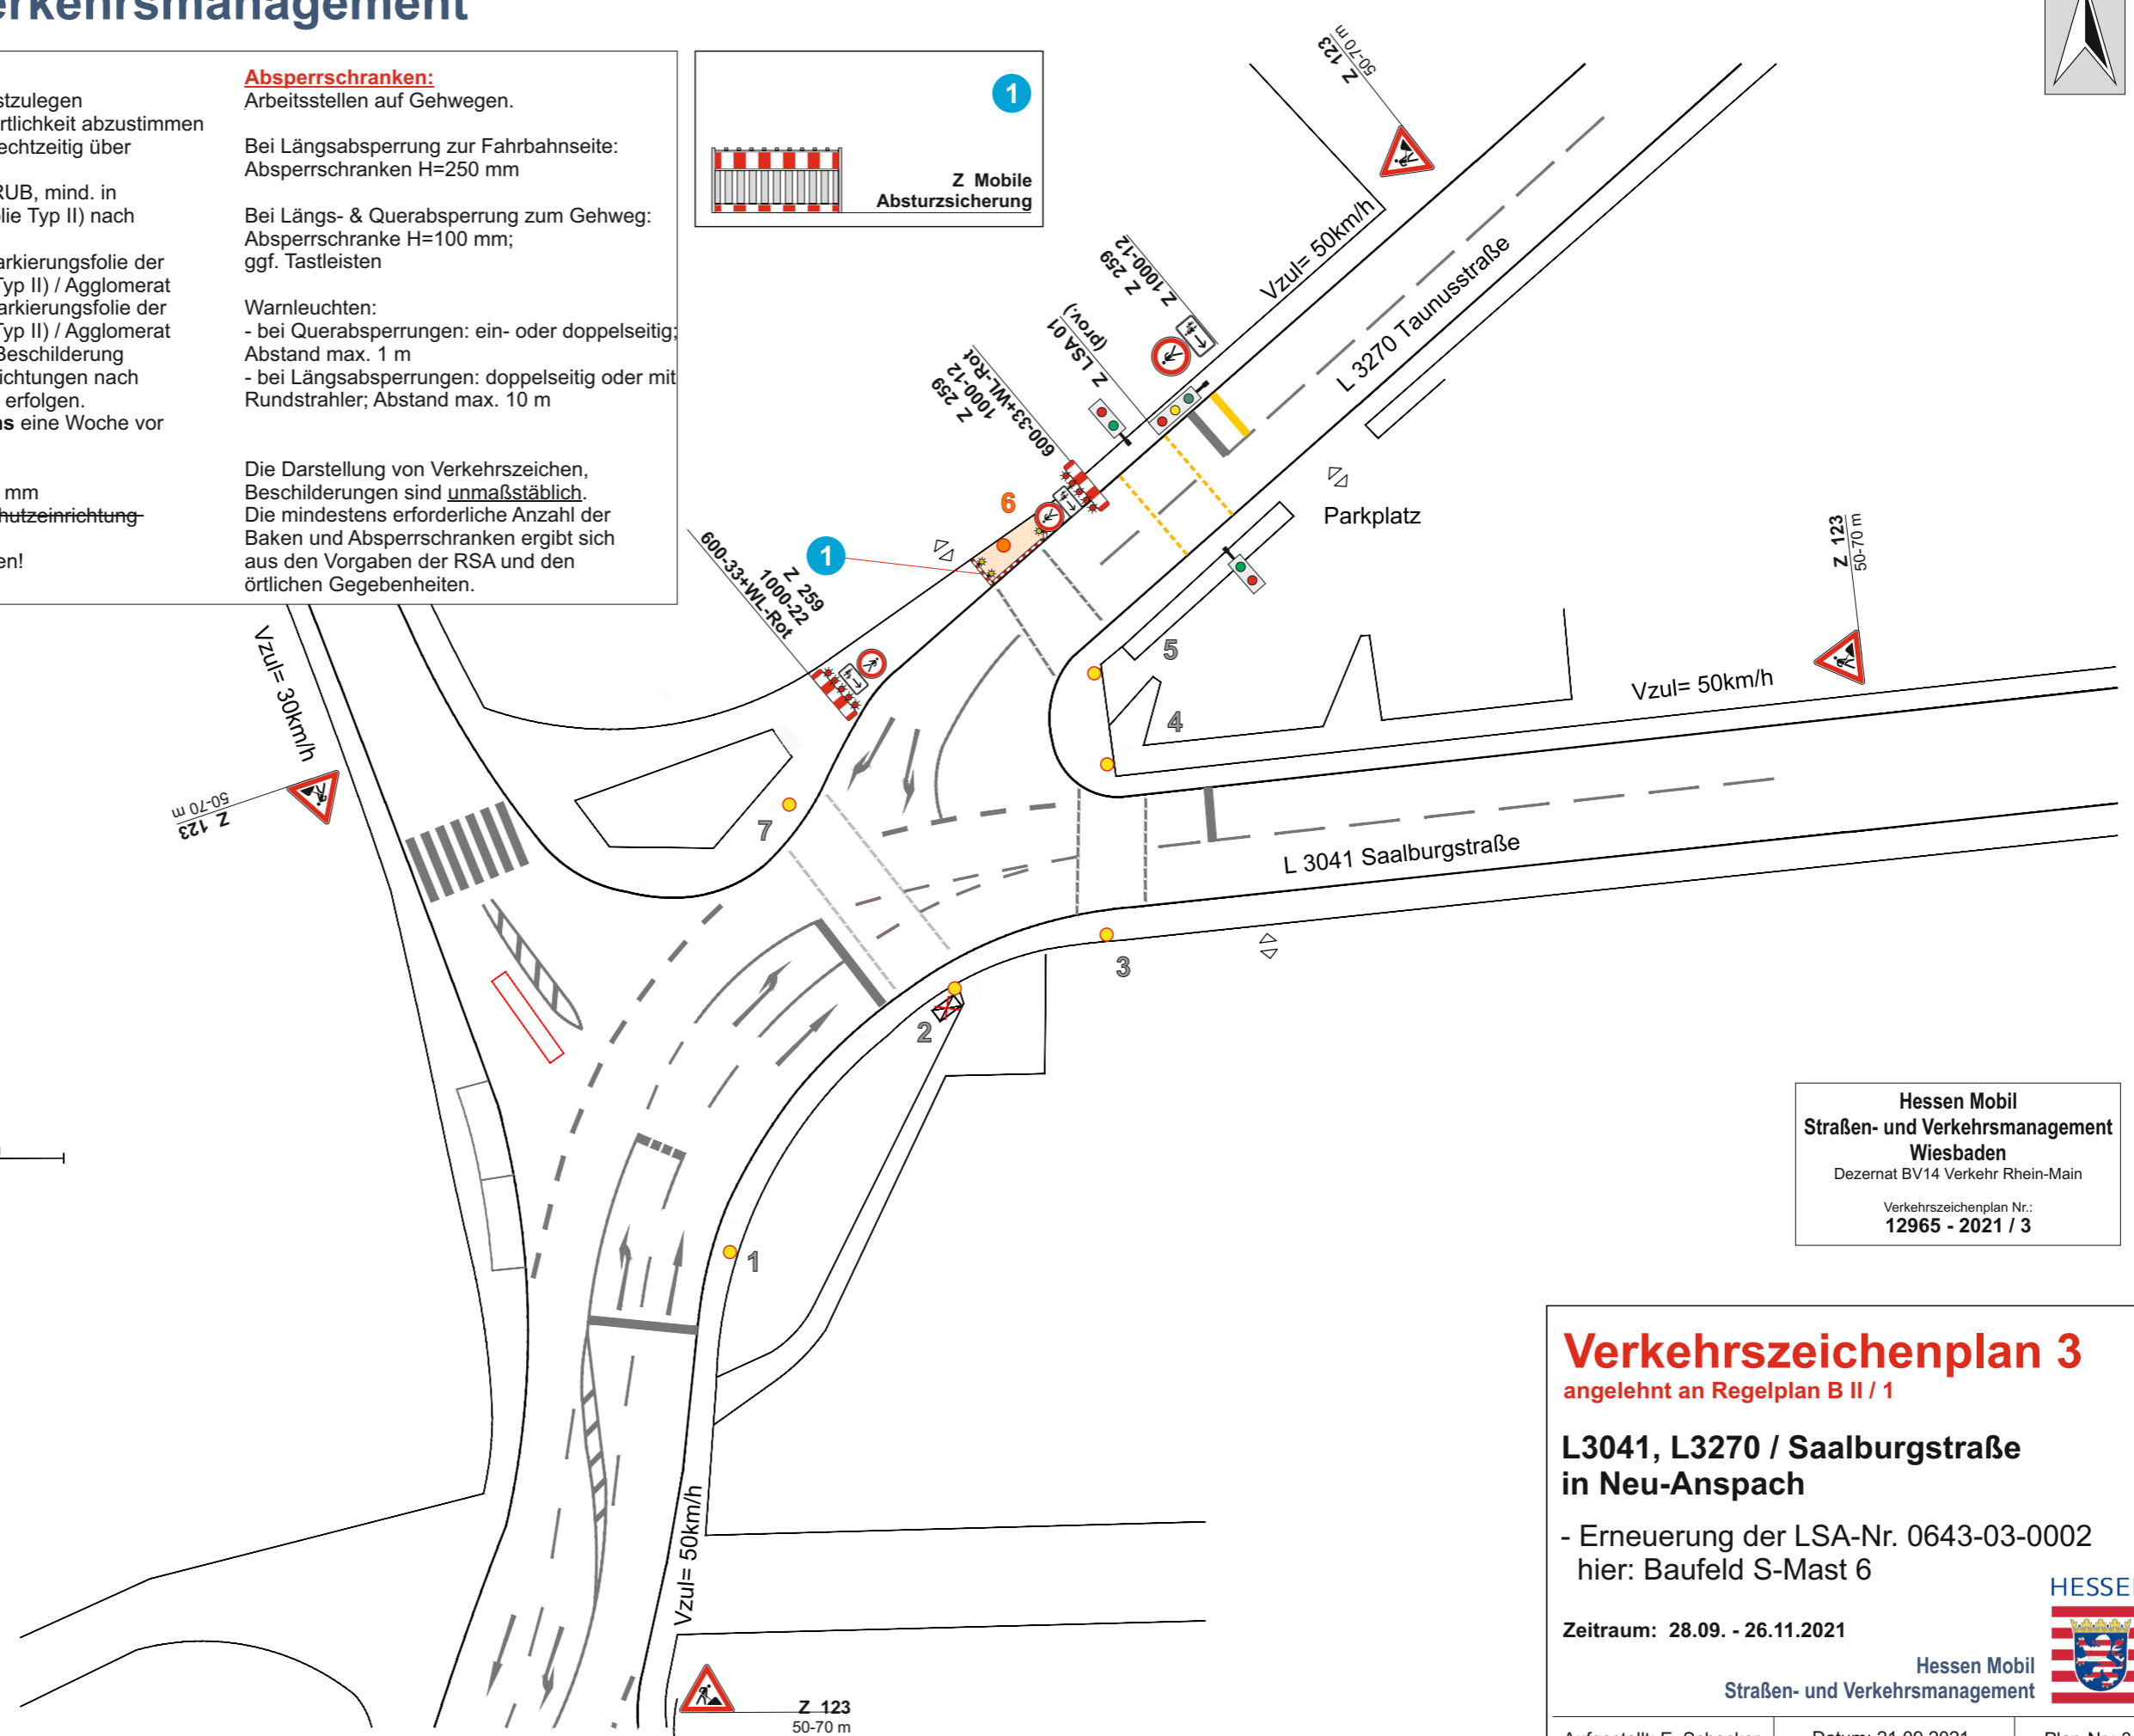 erkehrsmanagement
stzulegen
rtlichkeit abzustimmen
echtzeitig über
RUB, mind. in
lie Typ II) nach
arkierungsfolie der
Typ II) / Agglomerat
arkierungsfolie der
Typ II) / Agglomerat
Beschilderung
ichtungen nach
erfolgen.
ns eine Woche vor
mm
hutzeinrichtung
en!
Absperrschranken:
Arbeitsstellen auf Gehwegen.
Bei Längsabsperrung zur Fahrbahnseite:
Absperrschranken H=250 mm
Bei Längs- & Querabsperrung zum Gehweg:
Absperrschranke H=100 mm;
ggf. Tastleisten
Warnleuchten:
- bei Querabsperrungen: ein- oder doppelseitig;
Abstand max. 1 m
- bei Längsabsperrungen: doppelseitig oder mit
Rundstrahler; Abstand max. 10 m
Die Darstellung von Verkehrszeichen,
Beschilderungen sind unmaßstäblich.
Die mindestens erforderliche Anzahl der
Baken und Absperrschranken ergibt sich
aus den Vorgaben der RSA und den
örtlichen Gegebenheiten.
1
Z Mobile
Absturzsicherung
Z 123
50-70 m
Vzul= 50km/h
L 3270 Taunusstraße
Z 259
Z 1000-12
Z LSA 01
(prov.)
Z 259
1000-12
600-33+WL-Rot
6
1
Z 259
1000-22
600-33+WL-Rot
Parkplatz
Z 123
50-70 m
Vzul= 50km/h
5
4
L 3041 Saalburgstraße
Vzul= 30km/h
Z 123
50-70 m
7
3
2
1
Vzul= 50km/h
Z 123
50-70 m
Hessen Mobil
Straßen- und Verkehrsmanagement
Wiesbaden
Dezernat BV14 Verkehr Rhein-Main
Verkehrszeichenplan Nr.:
12965 - 2021 / 3
Verkehrszeichenplan 3
angelehnt an Regelplan B II / 1
L3041, L3270 / Saalburgstraße
in Neu-Anspach
- Erneuerung der LSA-Nr. 0643-03-0002
hier: Baufeld S-Mast 6
HESSE
Zeitraum: 28.09. - 26.11.2021
Hessen Mobil
Straßen- und Verkehrsmanagement